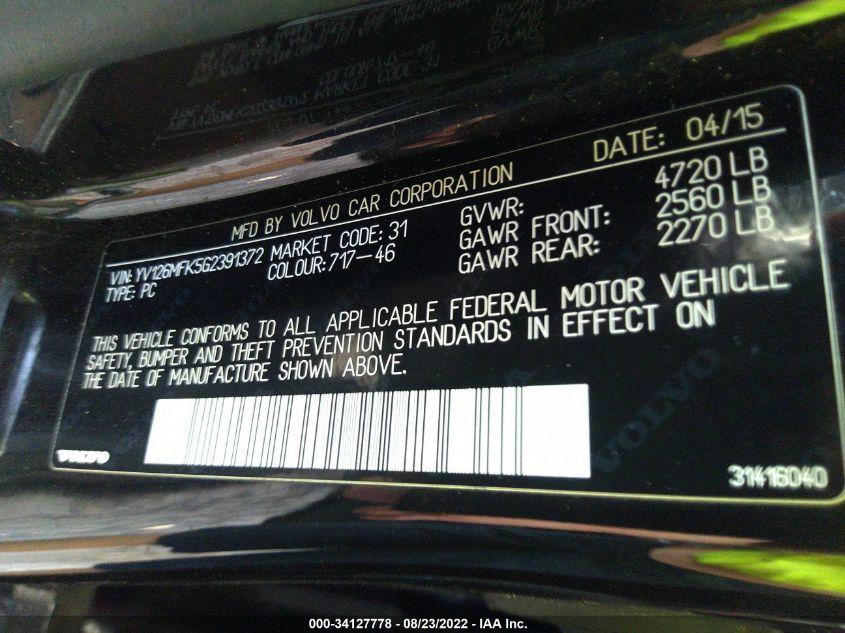 MFD BY VOLVO CAR CORPORATION DATE: 04/15
VIN: YV126MFK5G2391372 MARKET CODE: 31 GVWR: 4720 LB
TYPE: PC COLOUR: 717-46 GAWR FRONT: 2560 LB
GAWR REAR: 2270 LB
THIS VEHICLE CONFORMS TO ALL APPLICABLE FEDERAL MOTOR VEHICLE
SAFETY, BUMPER AND THEFT PREVENTION STANDARDS IN EFFECT ON
THE DATE OF MANUFACTURE SHOWN ABOVE.
VOLVO
VOLVO
31416040
000-34127778 - 08/23/2022 - IAA Inc.